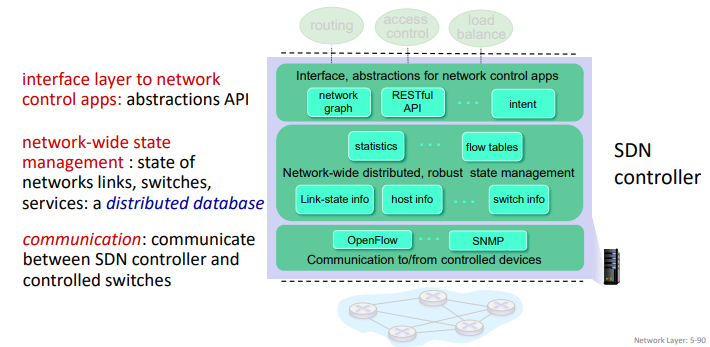 routing
access
control
load
balance
interface layer to network
control apps: abstractions API
network-wide state
management : state of
networks links, switches,
services: a distributed database
communication: communicate
between SDN controller and
controlled switches
Interface, abstractions for network control apps
network
graph
RESTful
API
intent
statistics
flow tables
Network-wide distributed, robust state management
Link-state info
host info
switch info
OpenFlow
SNMP
Communication to/from controlled devices
SDN
controller
Network Layer: 5-90